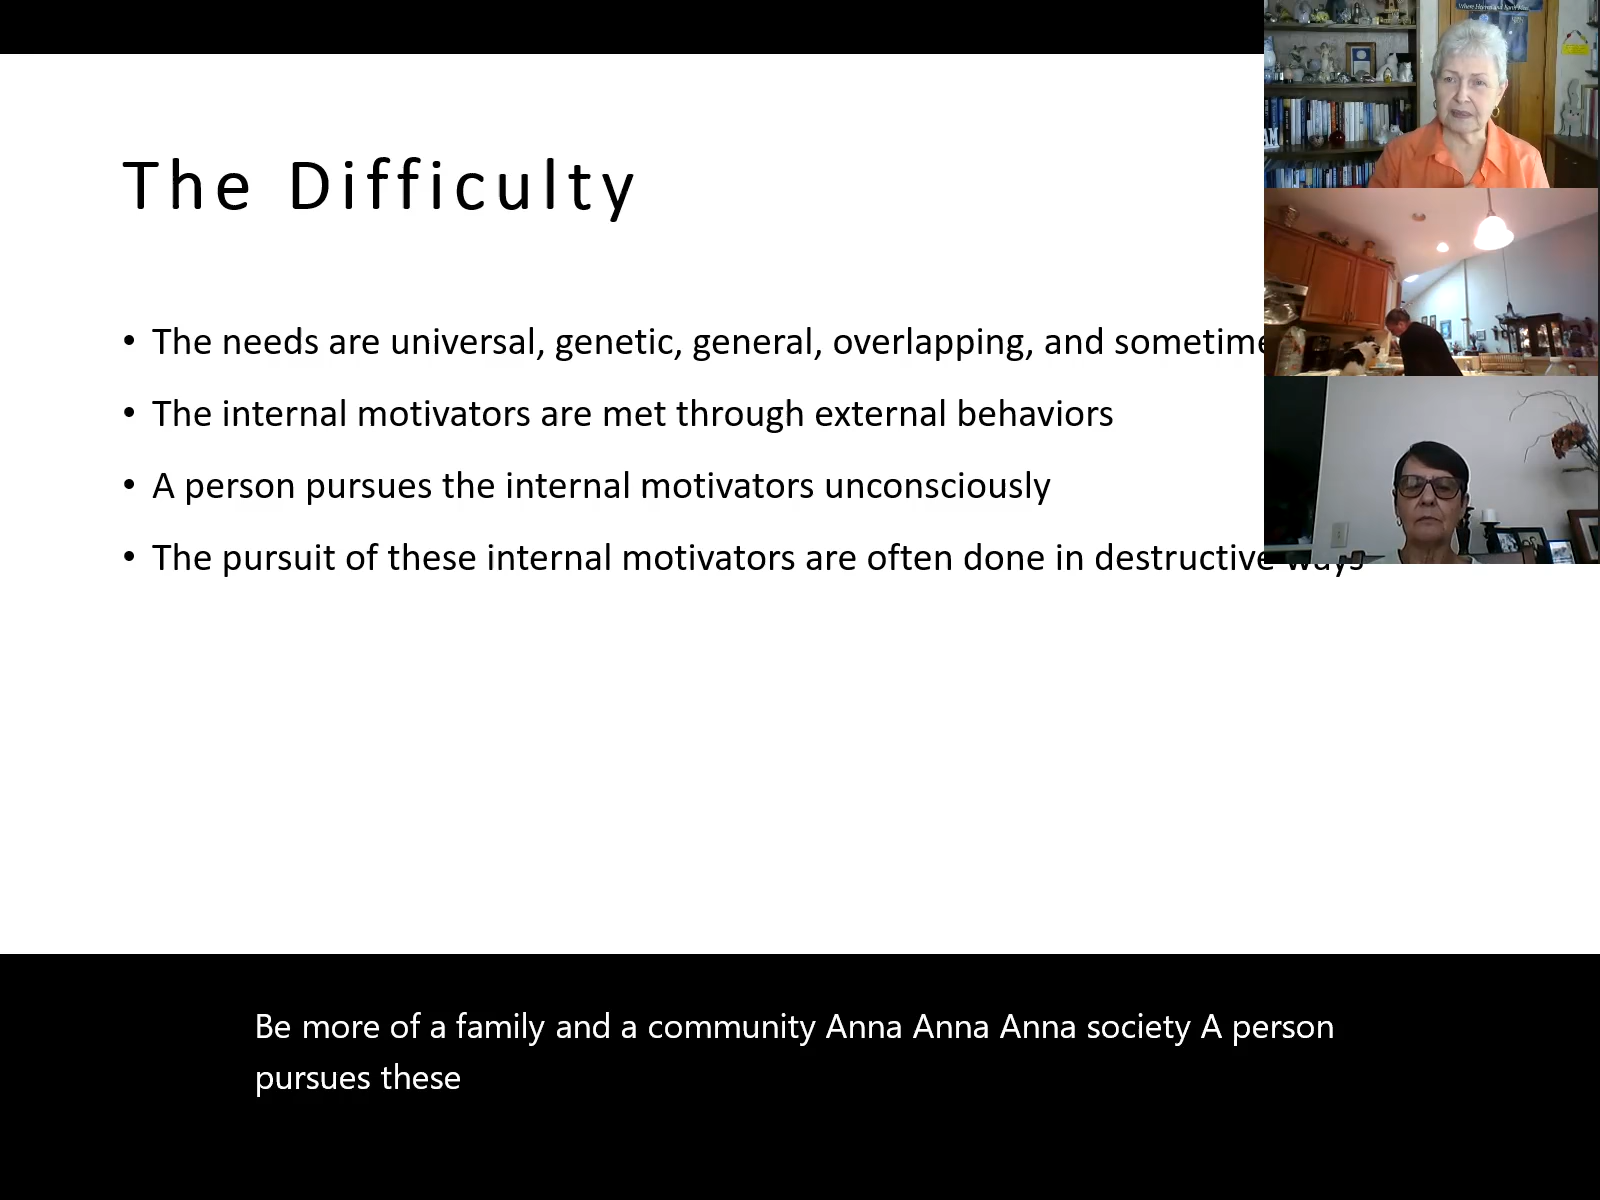 The Difficulty
• The needs are universal, genetic, general, overlapping, and
• The internal motivators are met through external behaviors
• A person pursues the internal motivators unconsciously
• The pursuit of these internal motivators are often done in destructive ways
Be more of a family and a community Anna Anna Anna society A person
pursues these